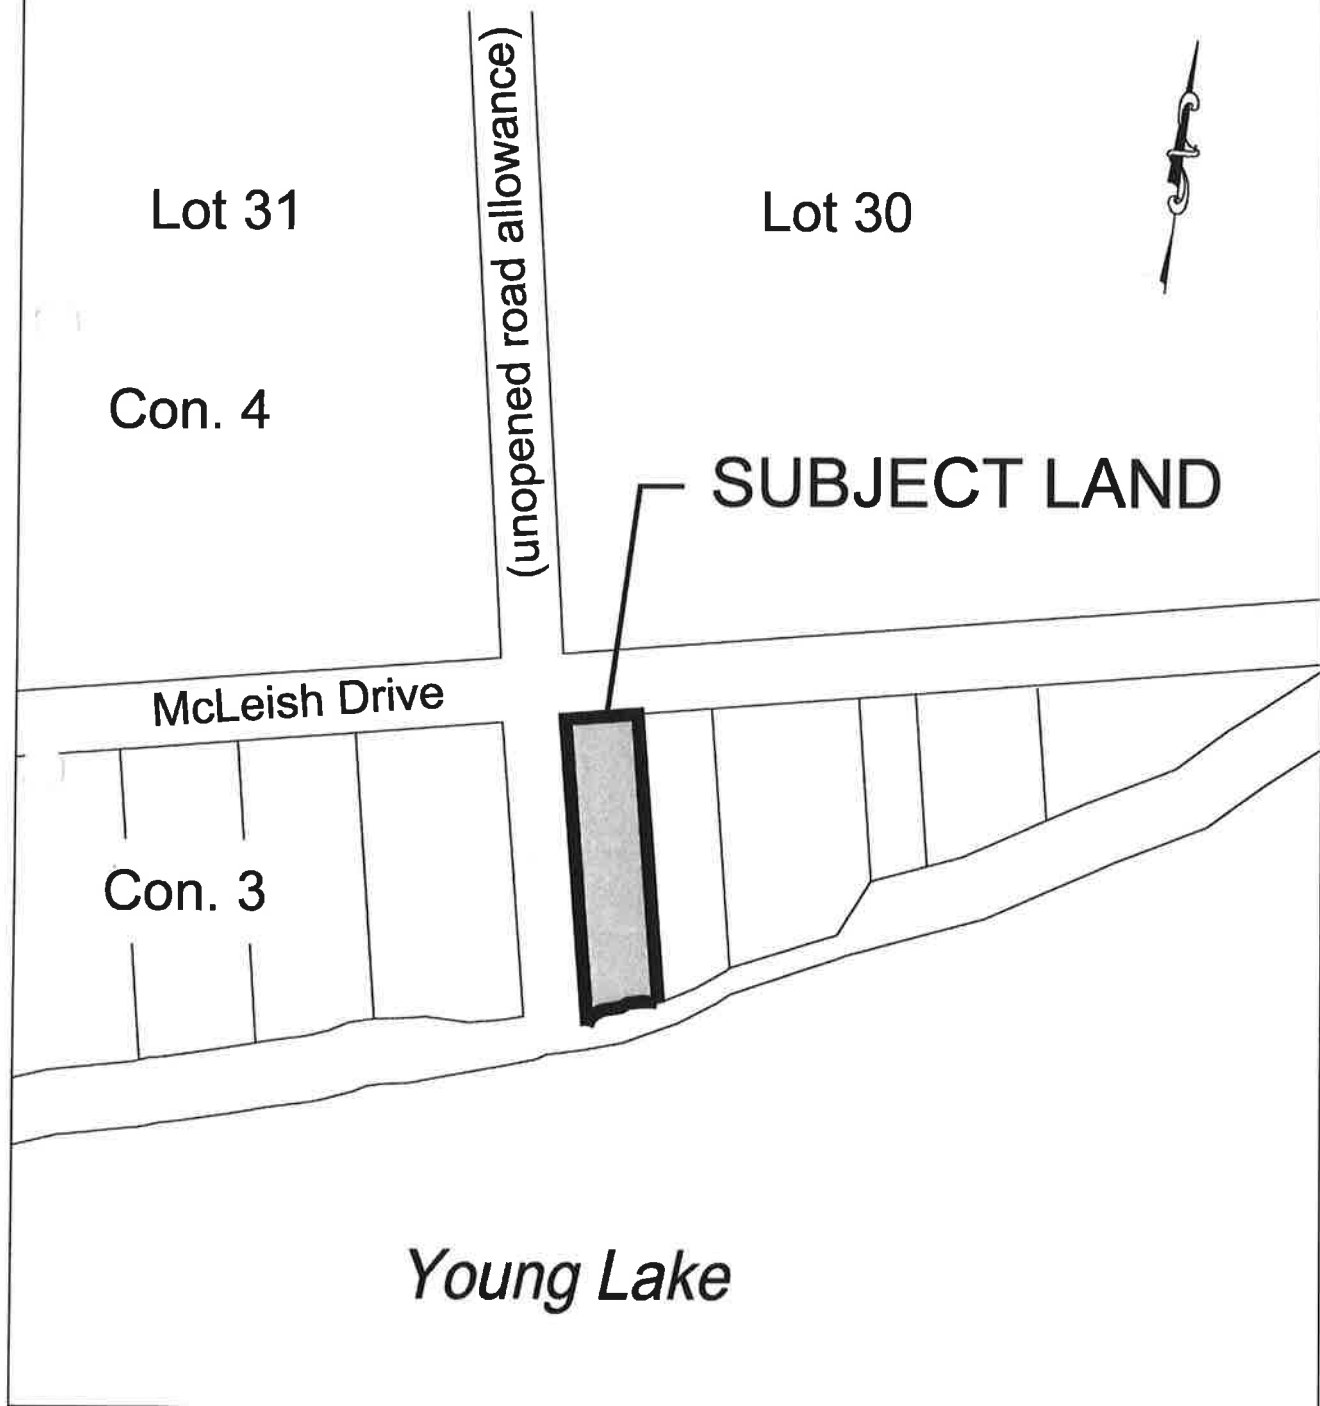 (unopened road allowance)
Lot 31
Lot 30
Con. 4
SUBJECT LAND
McLeish Drive
Con. 3
Young Lake